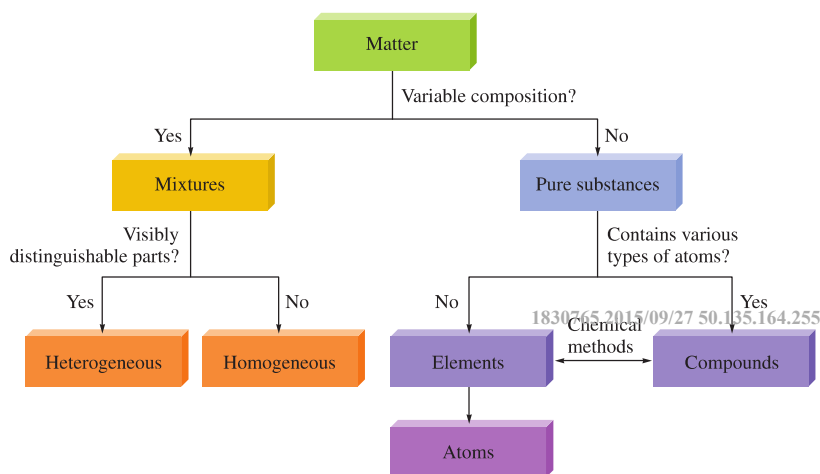 Matter
Variable composition?
Yes
No
Mixtures
Pure substances
Visibly
distinguishable parts?
Contains various
types of atoms?
Yes
No
No
Yes
1830765 2015/09/27 50.135.164.255
Chemical
methods
Heterogeneous
Homogeneous
Elements
Compounds
Atoms